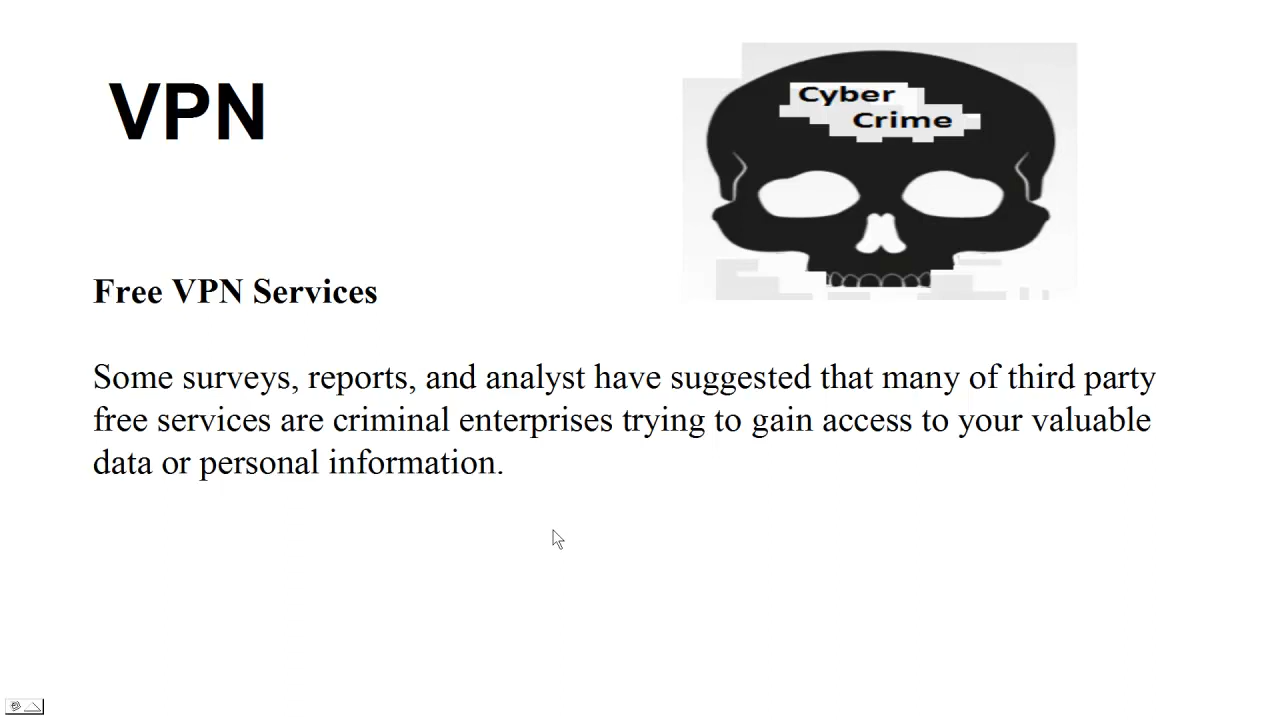 VPN
Cyber
Crime
Free VPN Services
Some surveys, reports, and analyst have suggested that many of third party
free services are criminal enterprises trying to gain access to your valuable
data or personal information.